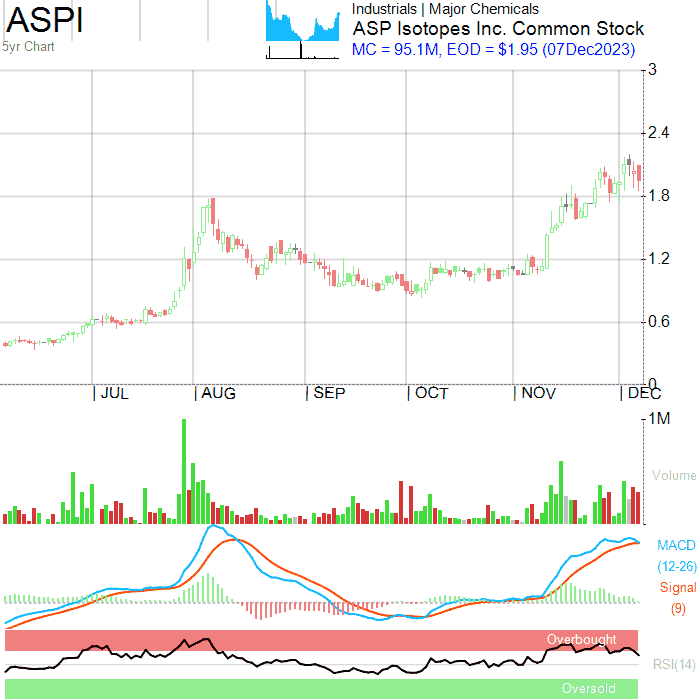 ASPI
5yr Chart
Industrials | Major Chemicals
ASP Isotopes Inc. Common Stock
MC = 95.1M, EOD = $1.95 (07Dec2023)
3
2.4
1.8
1.2
0.6
0
| JUL | AUG | SEP | OCT | NOV | DEC
1M
Volume
MACD
(12-26)
Signal
(9)
Overbought
RSI(14)
Oversold